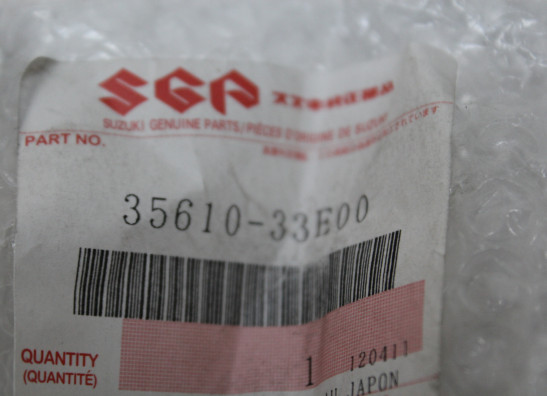 SGP
SUZUKI GENUINE PARTS/PIÈCES D'ORIGINE DE SUZUKI
PART NO.
35610-33E00
QUANTITY
(QUANTITÉ)
1 120411
JAPON